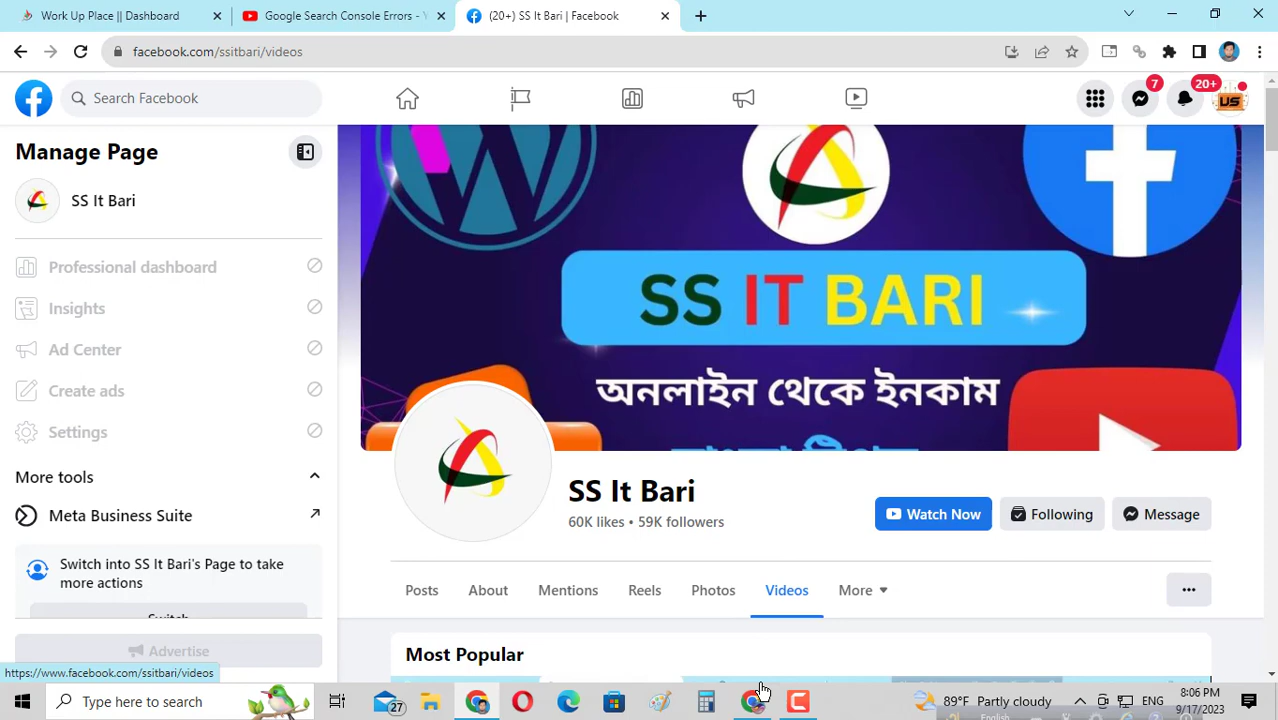 Work Up Place || Dashboard
Google Search Console Errors - Y
(20+) SS It Bari | Facebook
facebook.com/ssitbari/videos
Search Facebook
7
20+
US
Manage Page
SS It Bari
Professional dashboard
Insights
Ad Center
Create ads
Settings
More tools
Meta Business Suite
Switch into SS It Bari's Page to take
more actions
Switch
Advertise
https://www.facebook.com/ssitbari/videos
SS IT BARI
অনলাইন থেকে ইনকাম
SS It Bari
60K likes • 59K followers
Watch Now
Following
Message
Posts
About
Mentions
Reels
Photos
Videos
More
Most Popular
Type here to search
27
89°F Partly cloudy
8:06 PM
9/17/2023
English